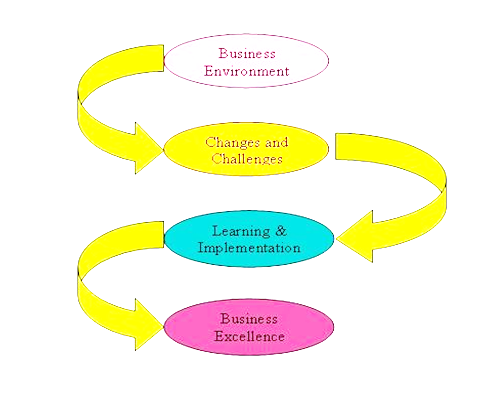 Business
Environment
Changes and
Challenges
Learning &
Implementation
Business
Excellence